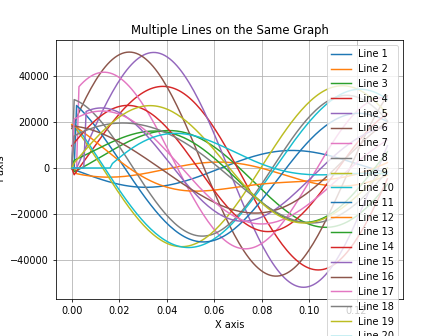 Multiple Lines on the Same Graph
40000
20000
0
−20000
−40000
0.00
0.02
0.04
0.06
0.08
0.10
X axis
Line 1
Line 2
Line 3
Line 4
Line 5
Line 6
Line 7
Line 8
Line 9
Line 10
Line 11
Line 12
Line 13
Line 14
Line 15
Line 16
Line 17
Line 18
Line 19
Line 20